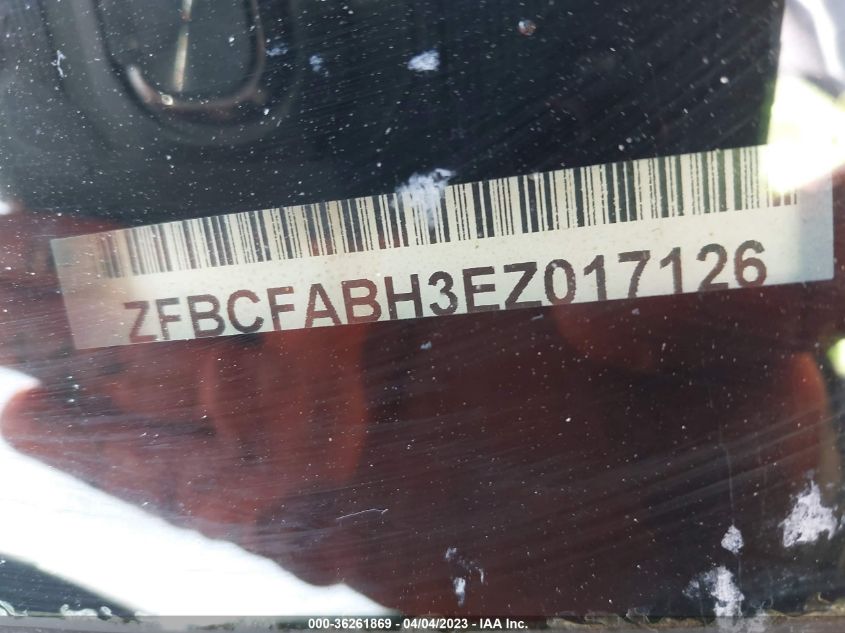 ZFBCFABH3EZ017126
000-36261869 - 04/04/2023 - IAA Inc.